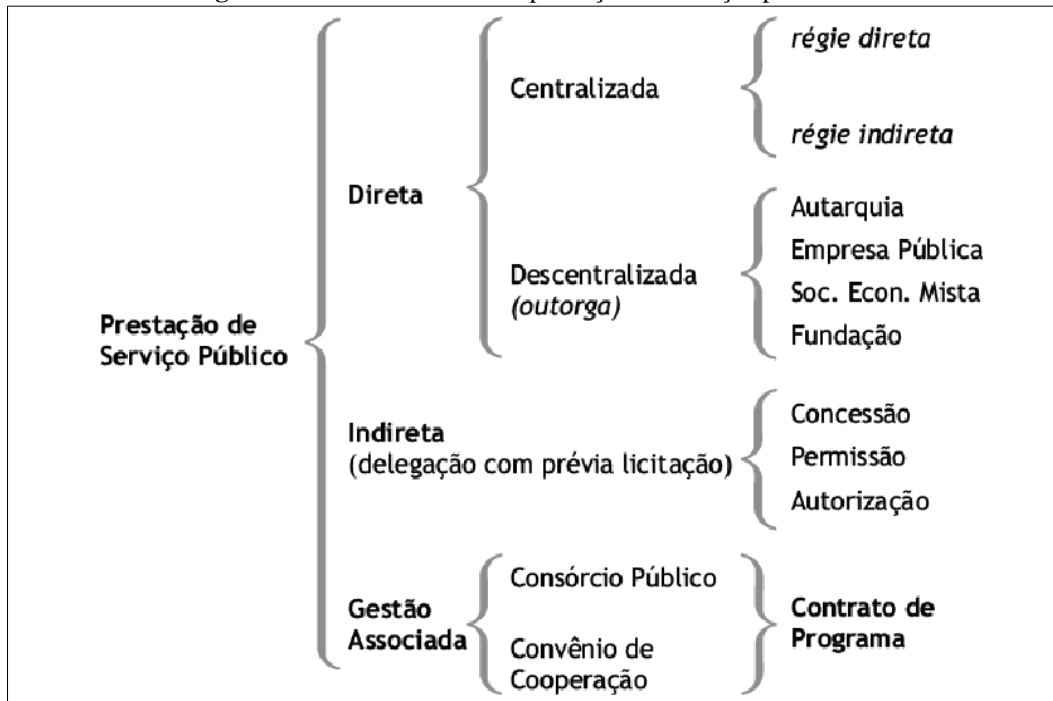 Prestação de
Serviço Público
Direta
Centralizada
régie direta
régie indireta
Descentralizada
(outorga)
Autarquia
Empresa Pública
Soc. Econ. Mista
Fundação
Indireta
(delegação com prévia licitação)
Concessão
Permissão
Autorização
Gestão
Associada
Consórcio Público
Convênio de
Cooperação
Contrato de
Programa